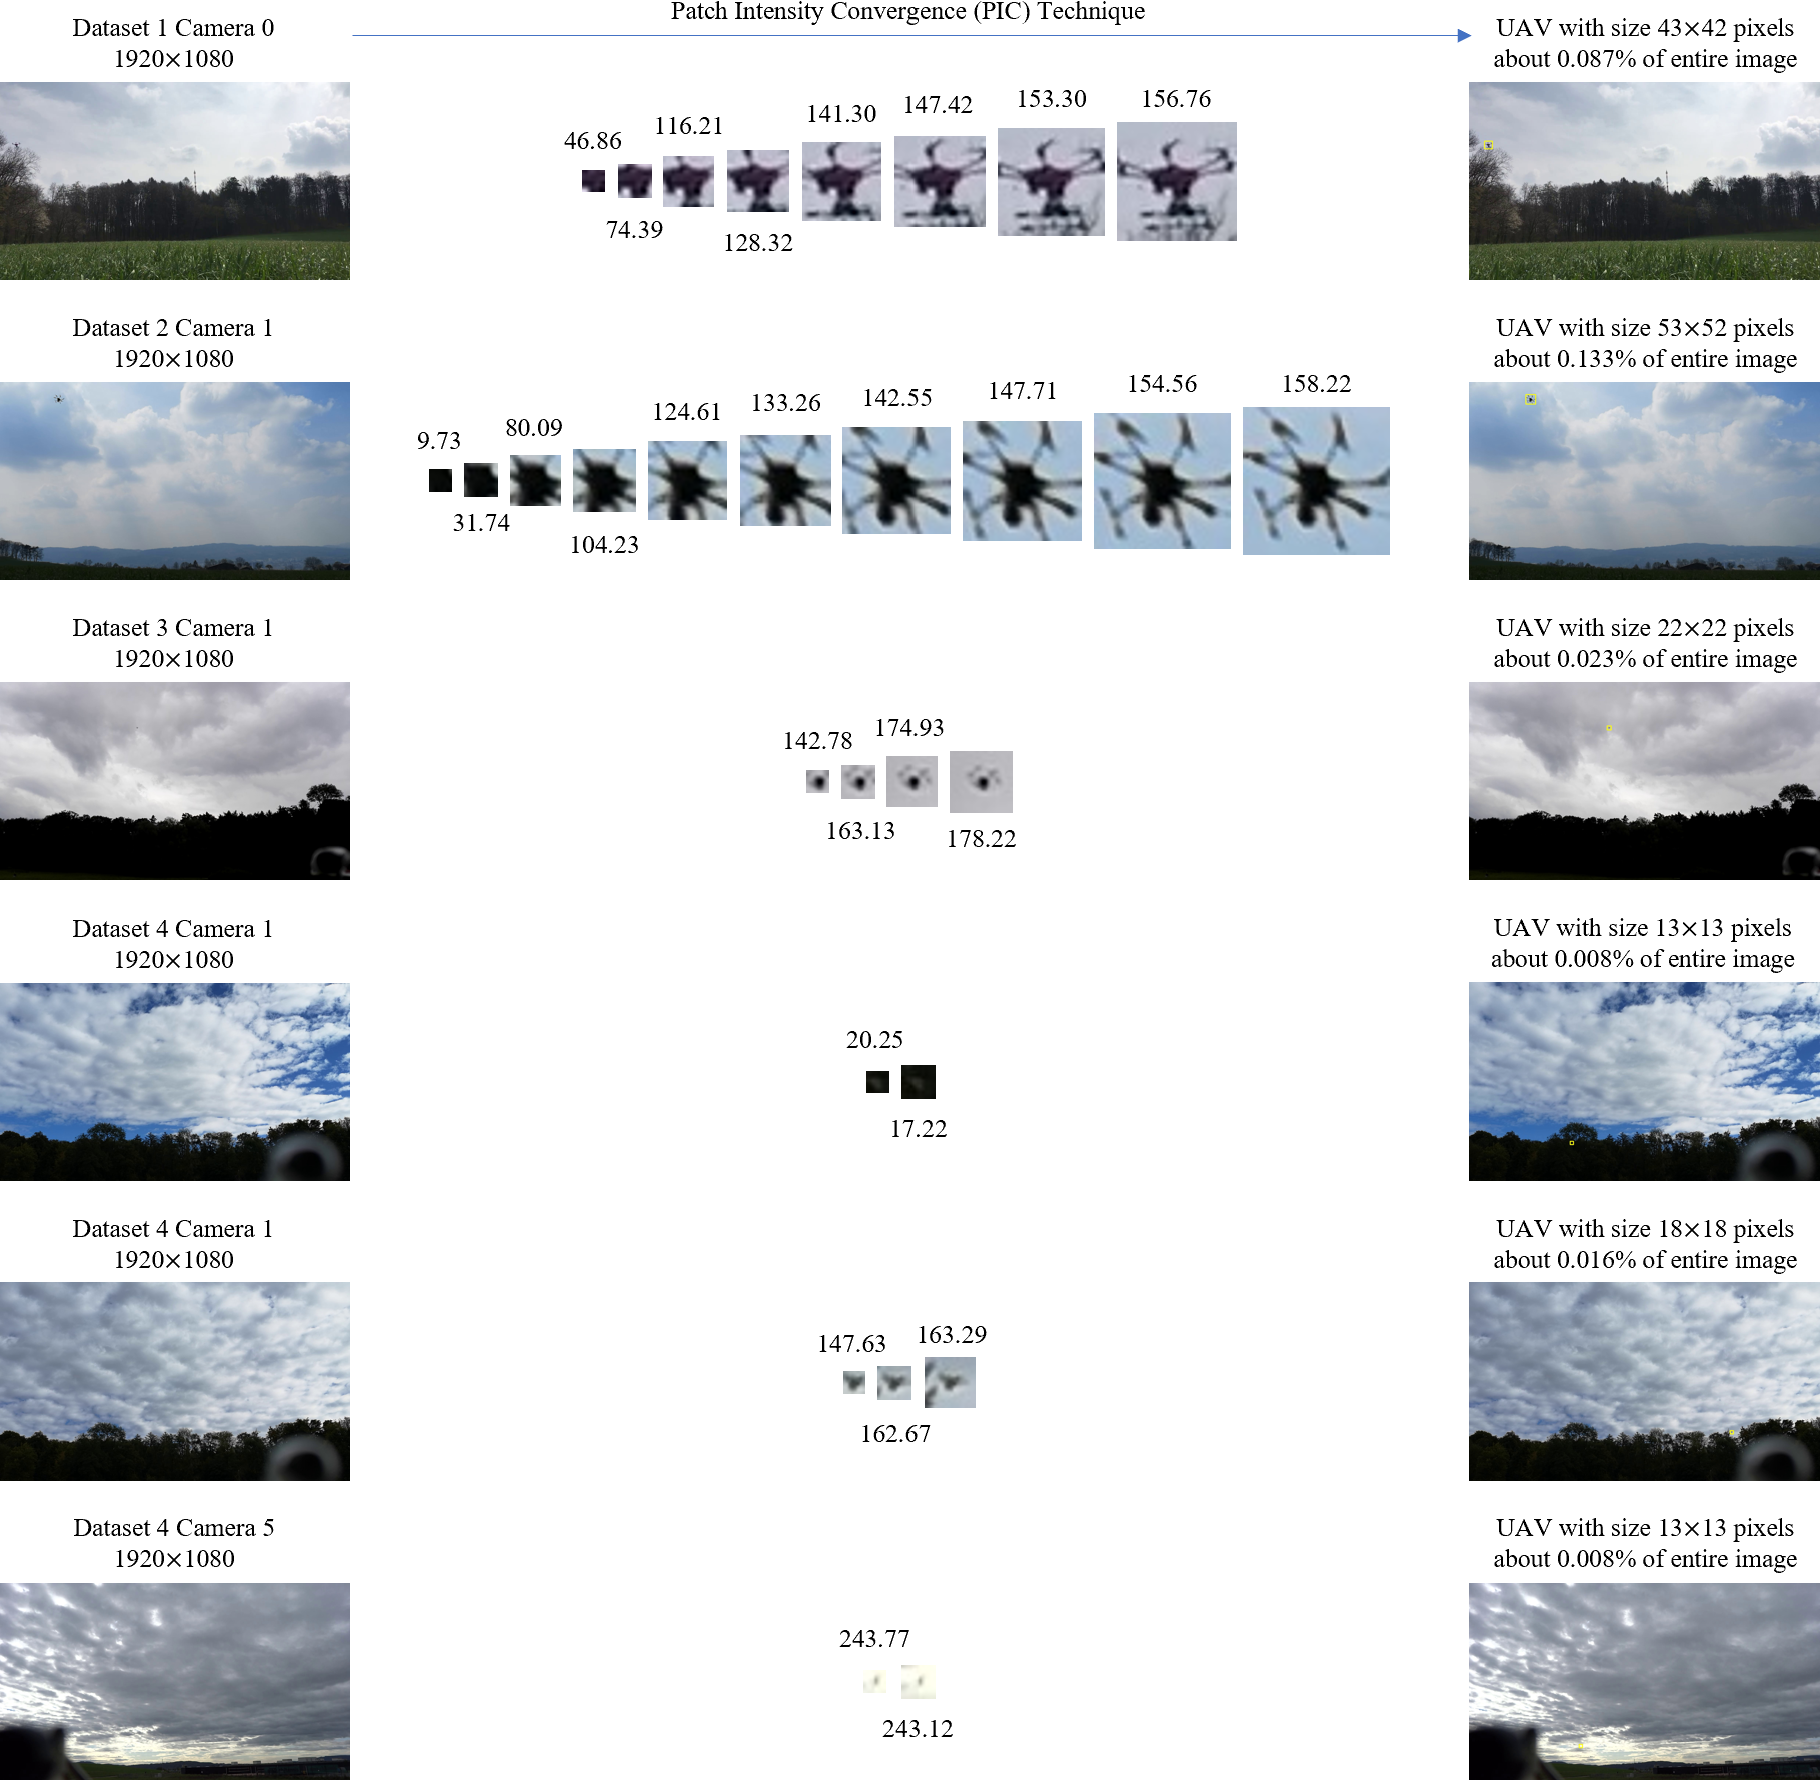 Patch Intensity Convergence (PIC) Technique
Dataset 1 Camera 0
1920×1080
46.86
74.39
116.21
128.32
141.30
147.42
153.30
156.76
UAV with size 43×42 pixels
about 0.087% of entire image
Dataset 2 Camera 1
1920×1080
9.73
31.74
80.09
104.23
124.61
133.26
142.55
147.71
154.56
158.22
UAV with size 53×52 pixels
about 0.133% of entire image
Dataset 3 Camera 1
1920×1080
142.78
163.13
174.93
178.22
UAV with size 22×22 pixels
about 0.023% of entire image
Dataset 4 Camera 1
1920×1080
20.25
17.22
UAV with size 13×13 pixels
about 0.008% of entire image
Dataset 4 Camera 1
1920×1080
147.63
162.67
163.29
UAV with size 18×18 pixels
about 0.016% of entire image
Dataset 4 Camera 5
1920×1080
243.77
243.12
UAV with size 13×13 pixels
about 0.008% of entire image